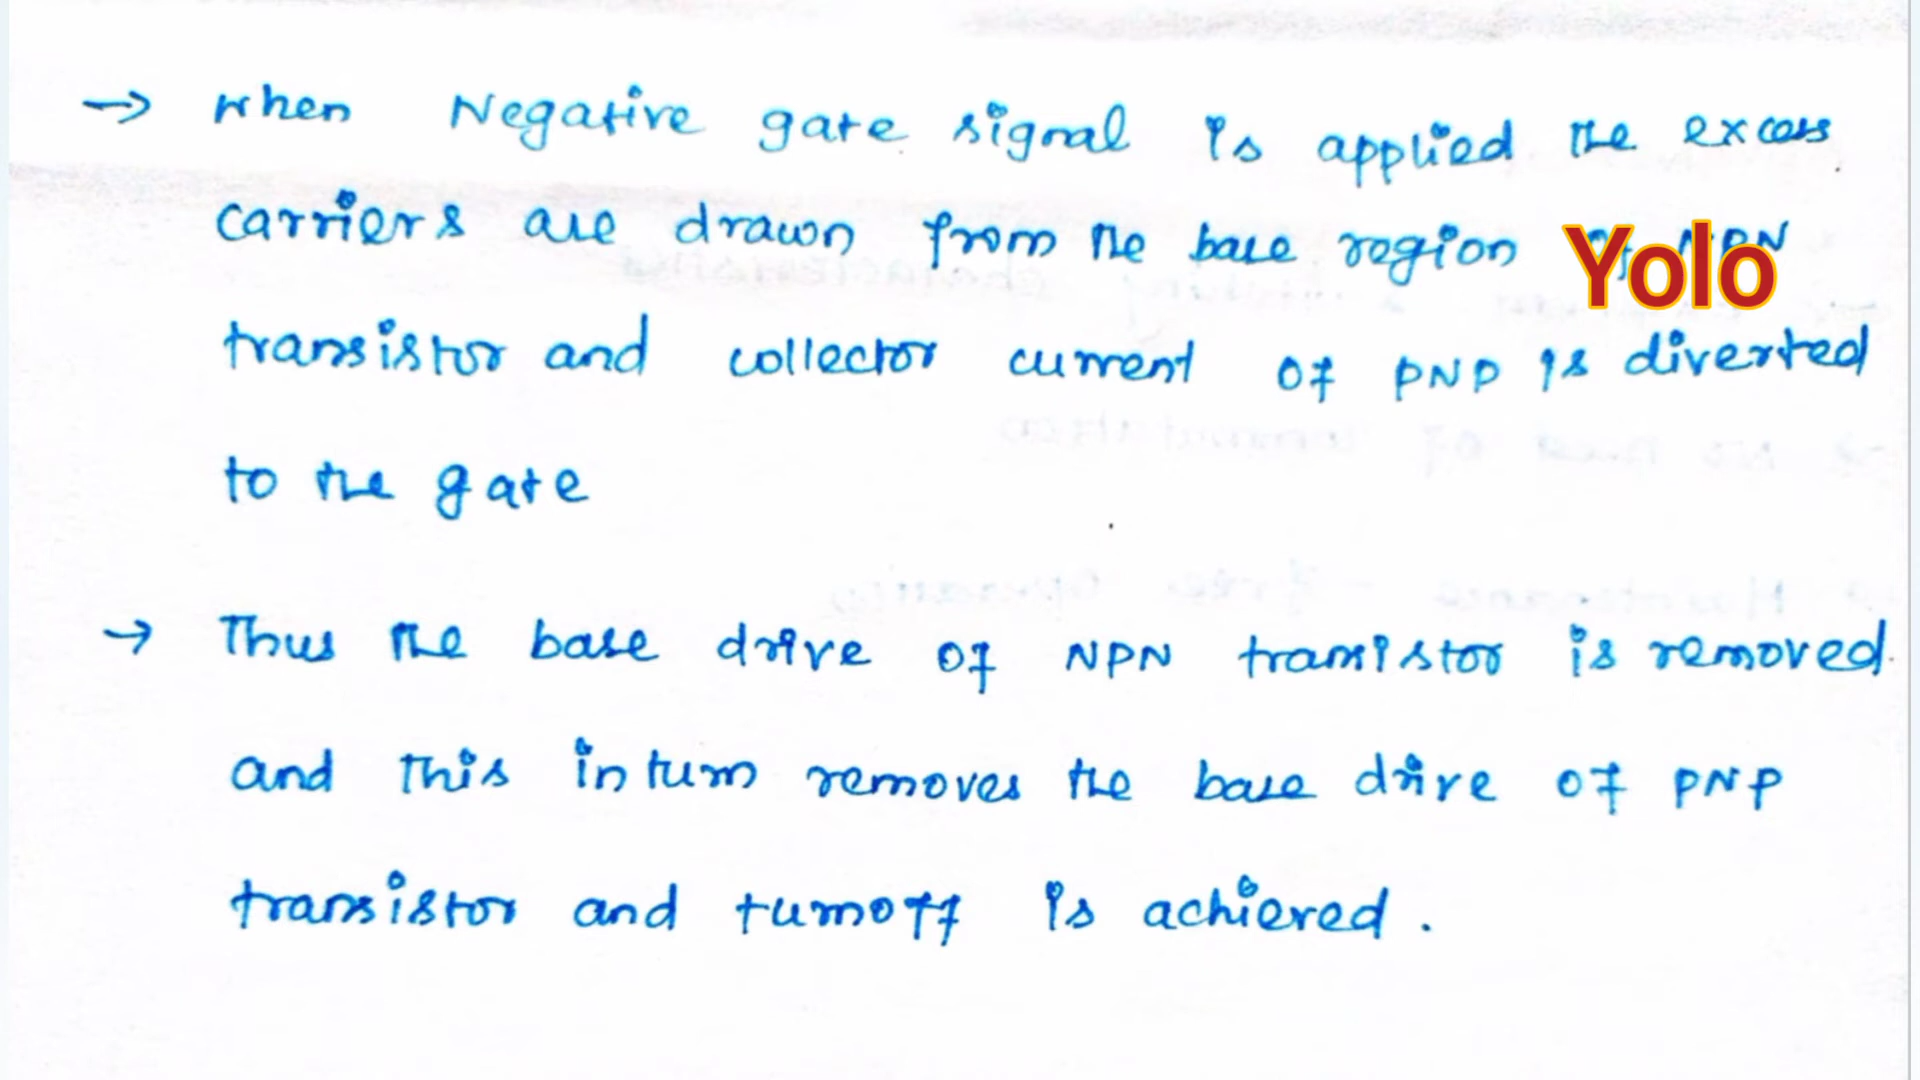 → when Negative gate signal is applied the excess
carriers are drawn from the base region of NPN
Yolo
transistor and collector current of PNP is diverted
to the gate
→ Thus the base drive of NPN transistor is removed.
and this in turn removes the base drive of PNP
transistor and turnoff is achieved.